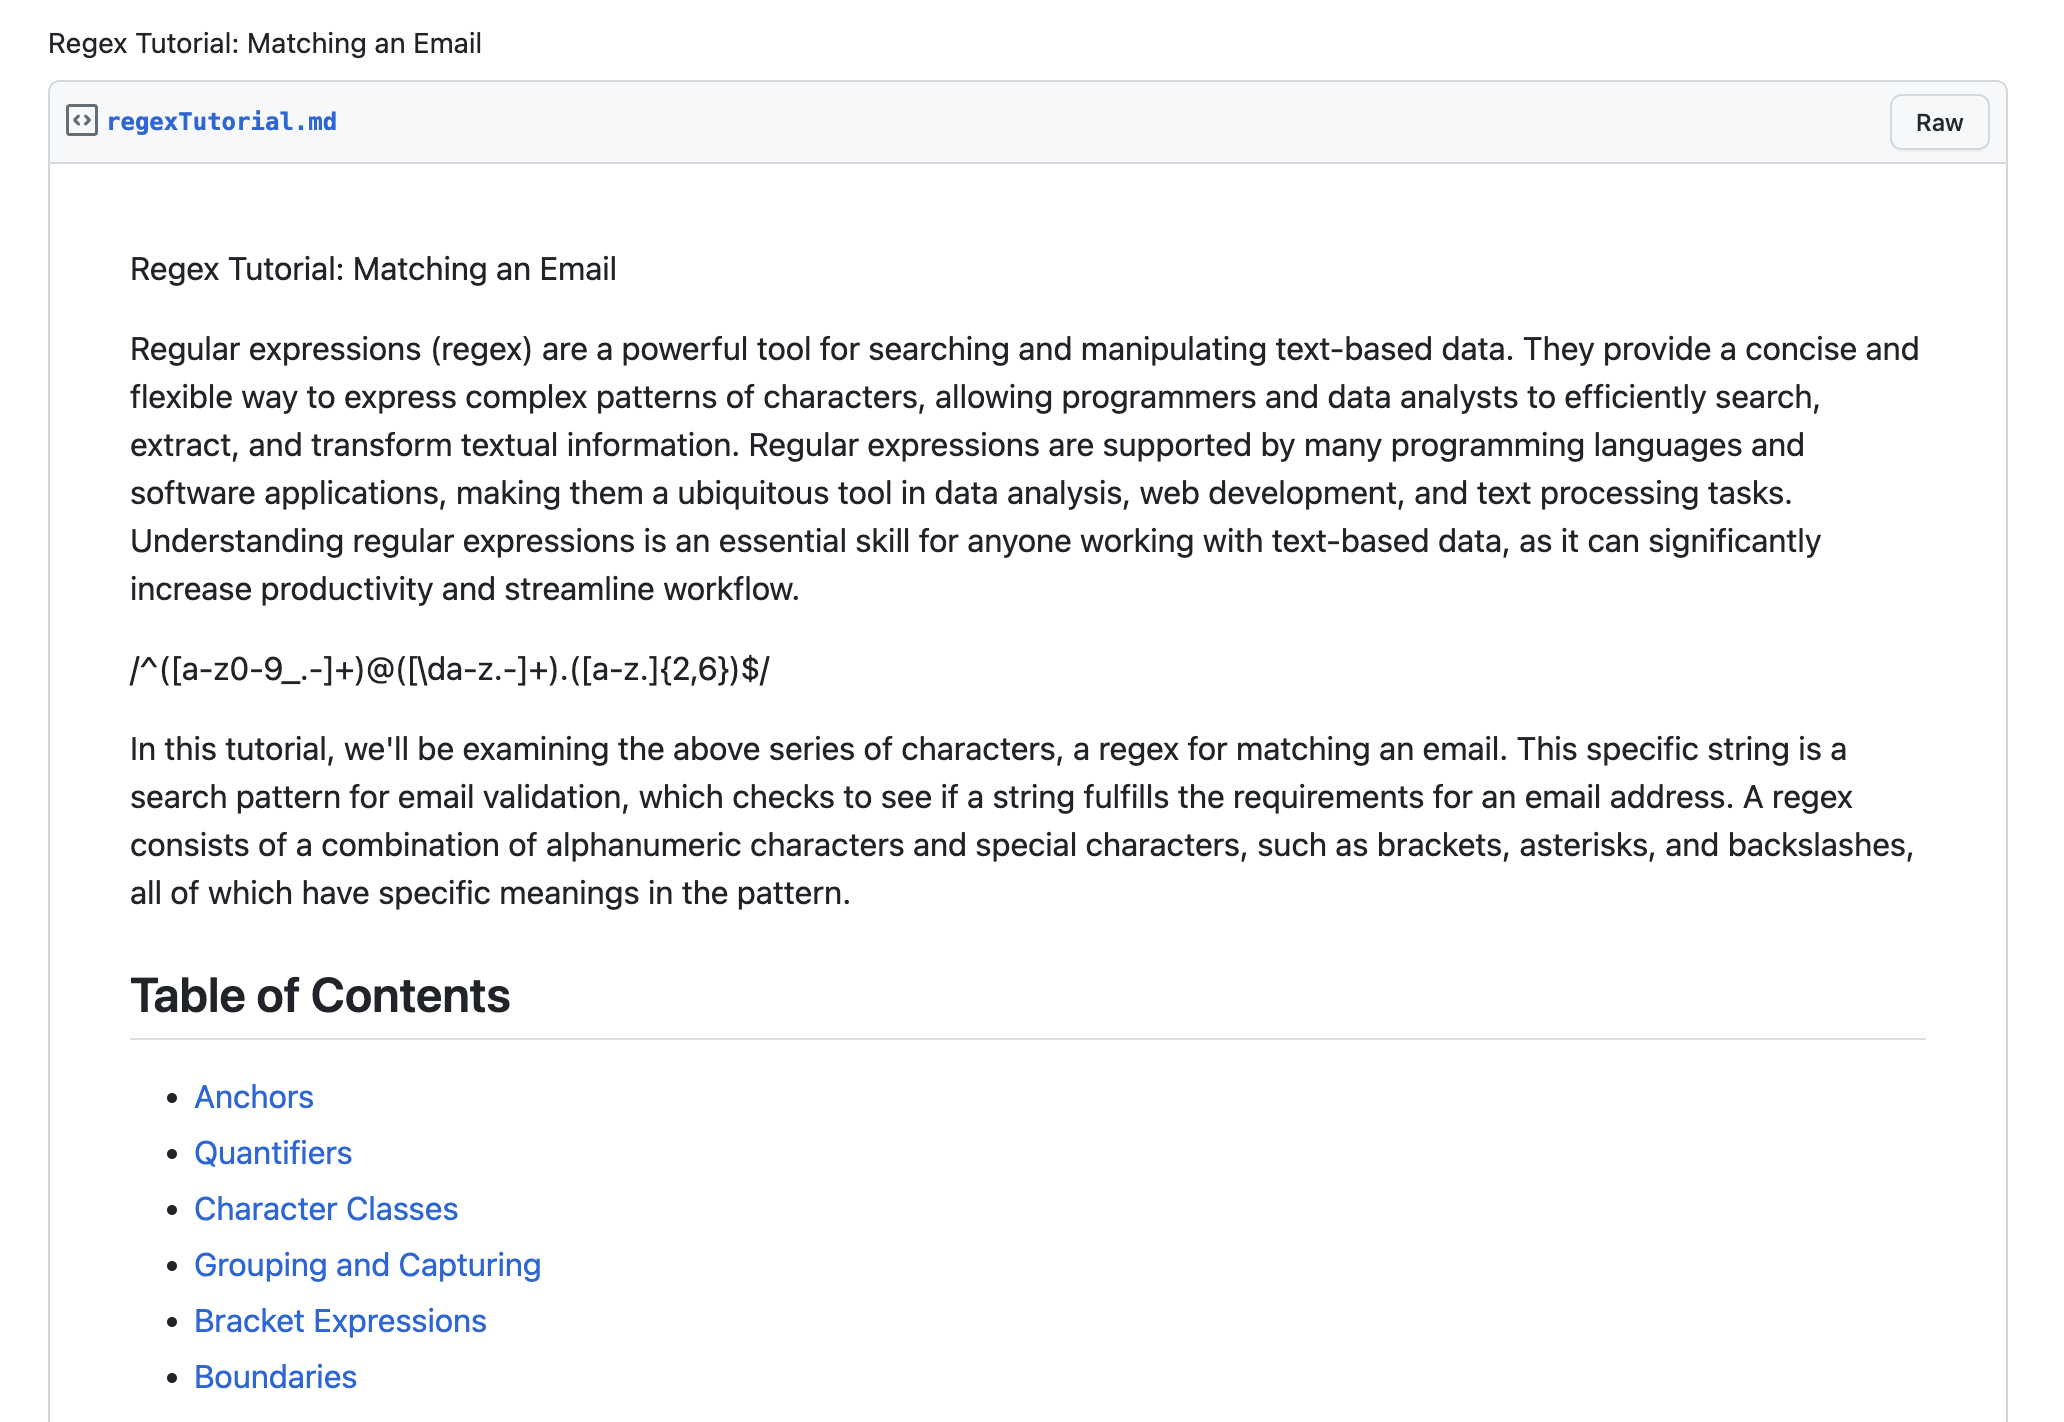 Regex Tutorial: Matching an Email
regexTutorial.md
Raw
Regex Tutorial: Matching an Email
Regular expressions (regex) are a powerful tool for searching and manipulating text-based data. They provide a concise and
flexible way to express complex patterns of characters, allowing programmers and data analysts to efficiently search,
extract, and transform textual information. Regular expressions are supported by many programming languages and
software applications, making them a ubiquitous tool in data analysis, web development, and text processing tasks.
Understanding regular expressions is an essential skill for anyone working with text-based data, as it can significantly
increase productivity and streamline workflow.
/^([a-z0-9_.-]+)@([\da-z.-]+).([a-z.]{2,6})$/
In this tutorial, we'll be examining the above series of characters, a regex for matching an email. This specific string is a
search pattern for email validation, which checks to see if a string fulfills the requirements for an email address. A regex
consists of a combination of alphanumeric characters and special characters, such as brackets, asterisks, and backslashes,
all of which have specific meanings in the pattern.
Table of Contents
• Anchors
• Quantifiers
• Character Classes
• Grouping and Capturing
• Bracket Expressions
• Boundaries